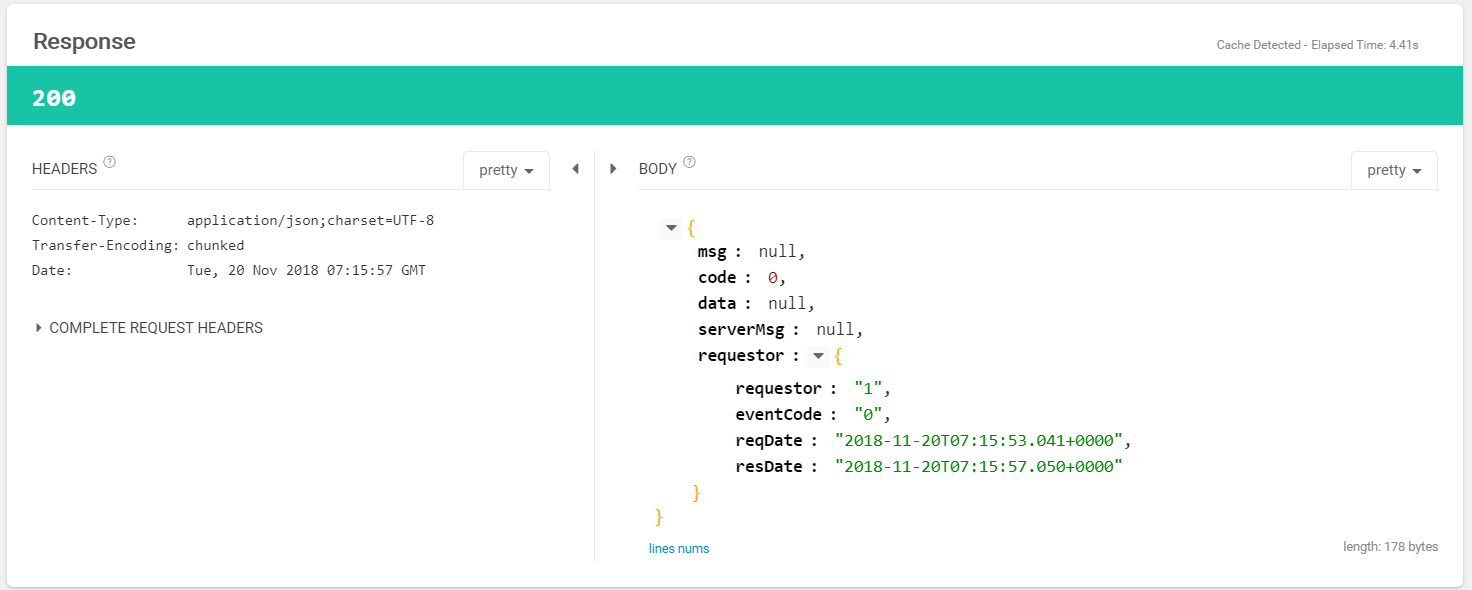 Response
Cache Detected - Elapsed Time: 4.41s
200
HEADERS ?
pretty
Content-Type: application/json;charset=UTF-8
Transfer-Encoding: chunked
Date: Tue, 20 Nov 2018 07:15:57 GMT
COMPLETE REQUEST HEADERS
BODY ?
pretty
{
msg : null,
code : 0,
data : null,
serverMsg : null,
requestor : {
requestor : "1",
eventCode : "0",
reqDate : "2018-11-20T07:15:53.041+0000",
resDate : "2018-11-20T07:15:57.050+0000"
}
}
lines nums
length: 178 bytes